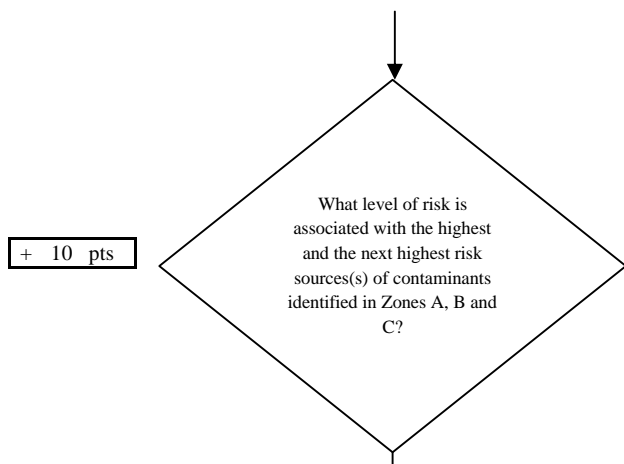 What level of risk is
associated with the highest
and the next highest risk
sources(s) of contaminants
identified in Zones A, B and
C?
+ 10 pts